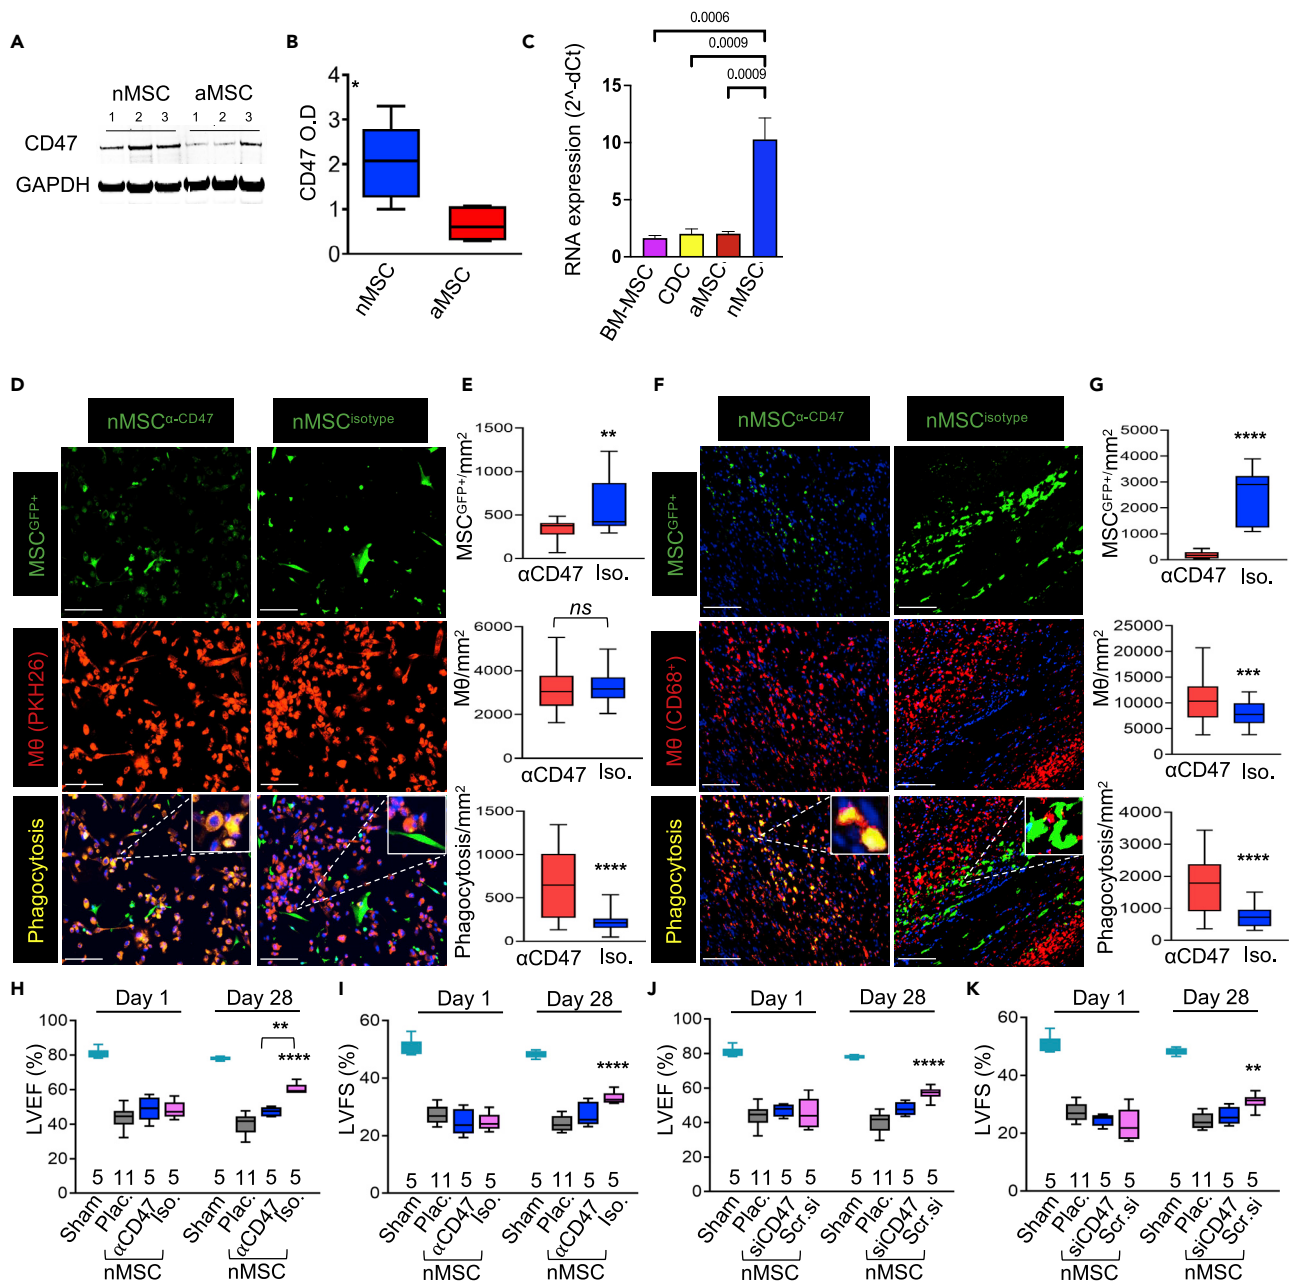 A
nMSC aMSC
1 2 3 1 2 3
CD47
GAPDH
B
CD47 O.D
4
3
2
1
0
*
nMSC
aMSC
C
RNA expression (2^-dCt)
15
10
5
0
0.0006
0.0009
0.0009
BM-MSC
CDC
aMSC
nMSC
D
nMSCα-CD47 nMSCisotype
MSCGFP+
Mθ (PKH26)
Phagocytosis
E
MSCGFP+/mm2
1500
1000
500
0
**
αCD47 Iso.
Mθ/mm2
6000
4000
2000
0
ns
αCD47 Iso.
Phagocytosis/mm2
1500
1000
500
0
****
αCD47 Iso.
F
nMSCα-CD47 nMSCisotype
MSCGFP+
Mθ (CD68+)
Phagocytosis
G
MSCGFP+/mm2
5000
4000
3000
2000
1000
0
****
αCD47 Iso.
Mθ/mm2
25000
20000
15000
10000
5000
0
***
αCD47 Iso.
Phagocytosis/mm2
4000
3000
2000
1000
0
****
αCD47 Iso.
H
Day 1 Day 28
LVEF (%)
100
80
60
40
20
0
**
****
5 11 5 5 5 11 5 5
Sham Plac. αCD47 Iso. Sham Plac. αCD47 Iso.
nMSC nMSC
I
Day 1 Day 28
LVFS (%)
60
40
20
0
****
5 11 5 5 5 11 5 5
Sham Plac. αCD47 Iso. Sham Plac. αCD47 Iso.
nMSC nMSC
J
Day 1 Day 28
LVEF (%)
100
80
60
40
20
0
****
5 11 5 5 5 11 5 5
Sham Plac. siCD47 Scr.si Sham Plac. siCD47 Scr.si
nMSC nMSC
K
Day 1 Day 28
LVFS (%)
60
40
20
0
**
5 11 5 5 5 11 5 5
Sham Plac. siCD47 Scr.si Sham Plac. siCD47 Scr.si
nMSC nMSC